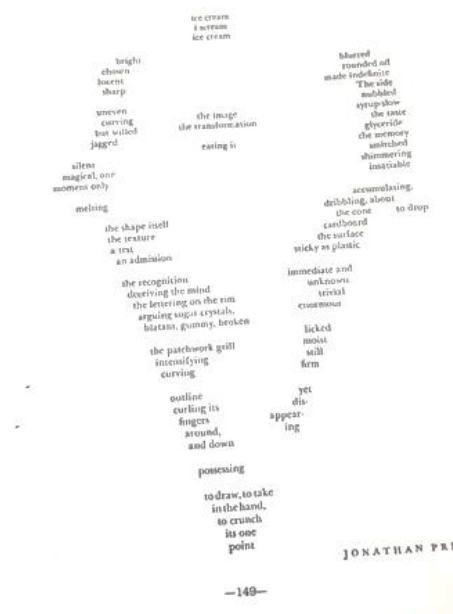 ice cream
i scream
ice cream
bright
chosen
lucent
sharp
uneven
curving
but willed
jagged
silent
magical, one
moment only
melting
the image
the transformation
eating it
blurred
rounded off
made indefinite
The side
nubbled
syrup-slow
the taste
glyceride
the memory
shimmering
insatiable
accumulating,
dribbling, about
the cone to drop
cardboard
the surface
sticky as plastic
the shape itself
the texture
a test
an admission
the recognition
deceiving the mind
the lettering on the rim
arguing sugar crystals,
blatant, gummy, broken
the patchwork grill
intensifying
curving
outline
curling its
fingers
around,
and down
immediate and
unknown
trivial
enormous
licked
moist
still
firm
yet
dis-
appear-
ing
possessing
to draw, to take
in the hand,
to crunch
its one
point
JONATHAN PRI
—149—